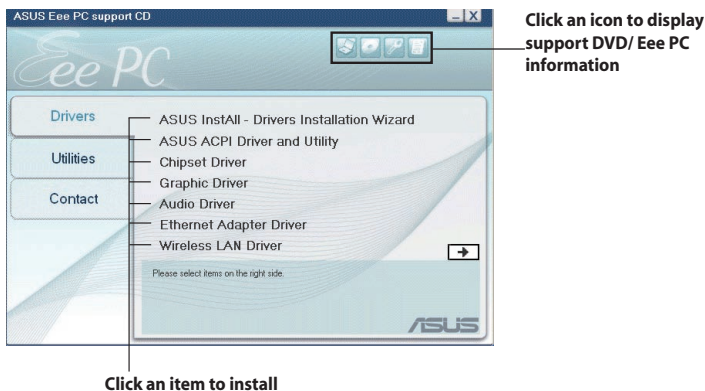 ASUS Eee PC support CD
Click an icon to display
support DVD/ Eee PC
information
Eee PC
Drivers
Utilities
Contact
ASUS InstAll - Drivers Installation Wizard
ASUS ACPI Driver and Utility
Chipset Driver
Graphic Driver
Audio Driver
Ethernet Adapter Driver
Wireless LAN Driver
Please select items on the right side.
ASUS
Click an item to install